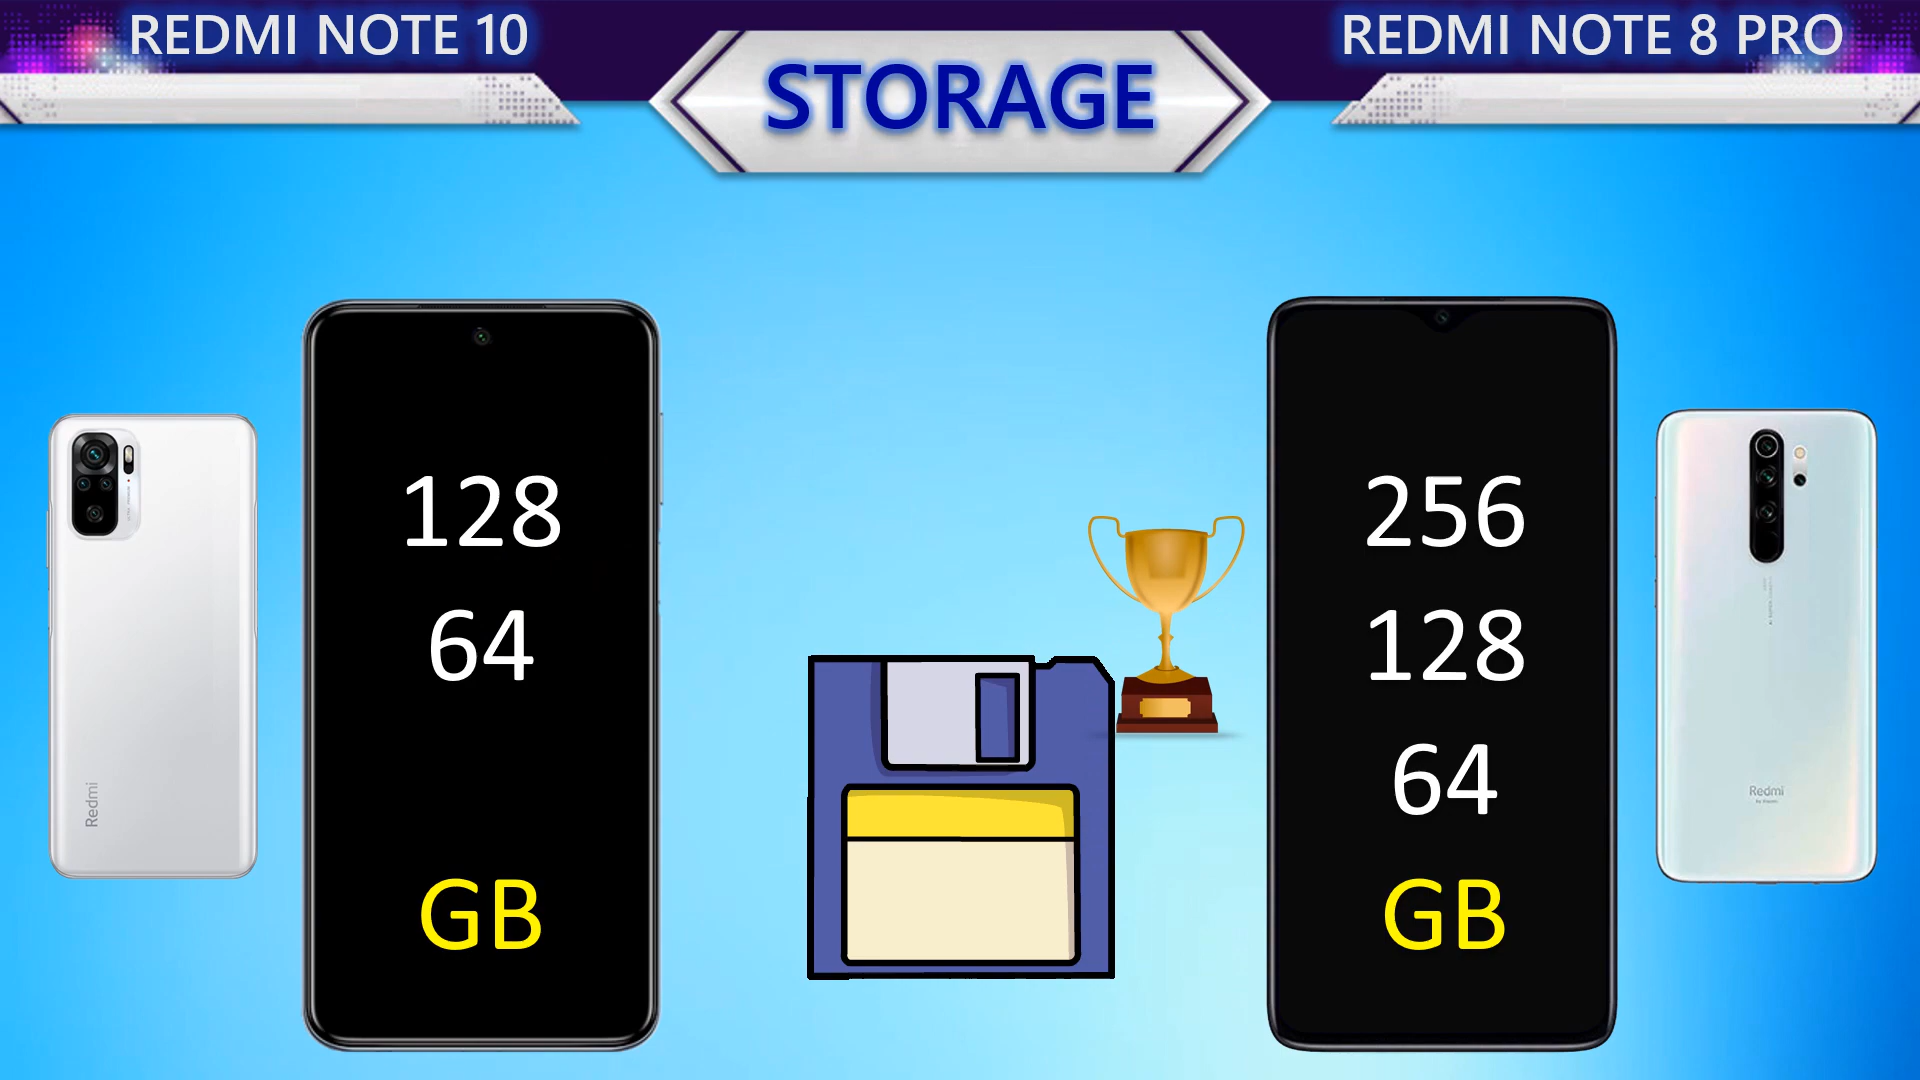 REDMI NOTE 10
STORAGE
REDMI NOTE 8 PRO
128
64
GB
256
128
64
GB
Redmi
Redmi